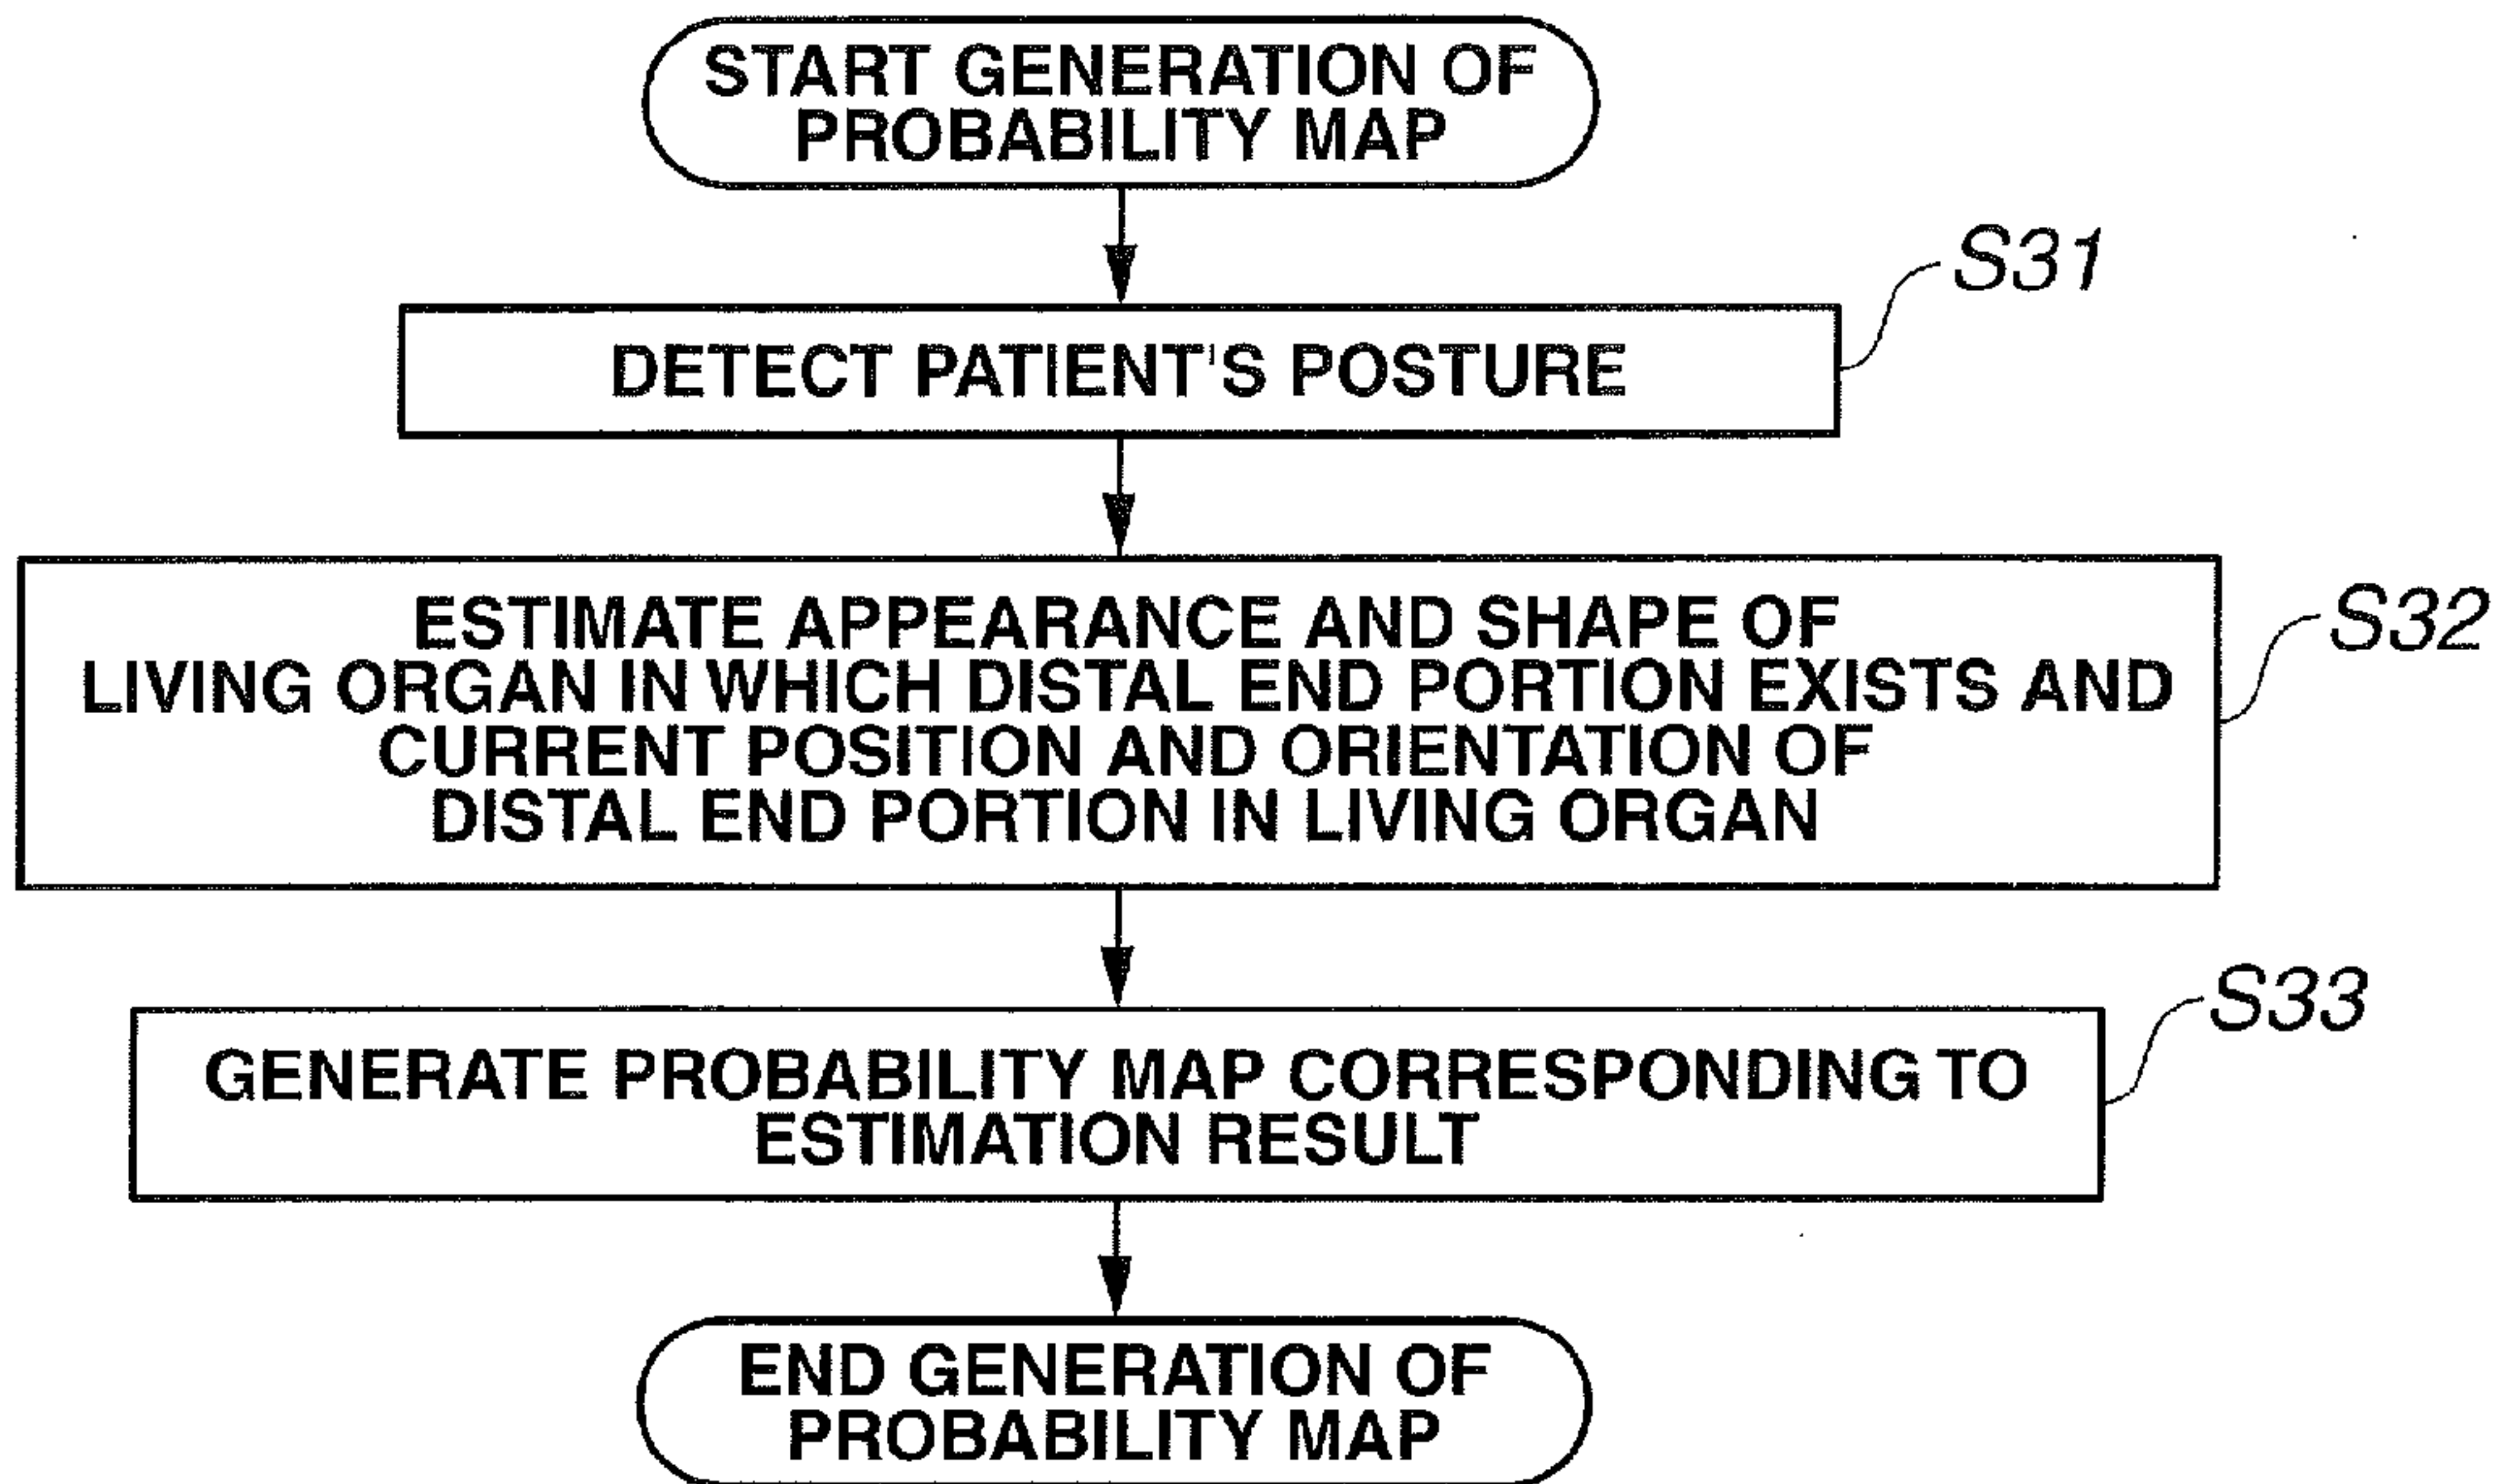 START GENERATION OF
PROBABILITY MAP
S31
DETECT PATIENT'S POSTURE
S32
ESTIMATE APPEARANCE AND SHAPE OF
LIVING ORGAN IN WHICH DISTAL END PORTION EXISTS AND
CURRENT POSITION AND ORIENTATION OF
DISTAL END PORTION IN LIVING ORGAN
S33
GENERATE PROBABILITY MAP CORRESPONDING TO
ESTIMATION RESULT
END GENERATION OF
PROBABILITY MAP